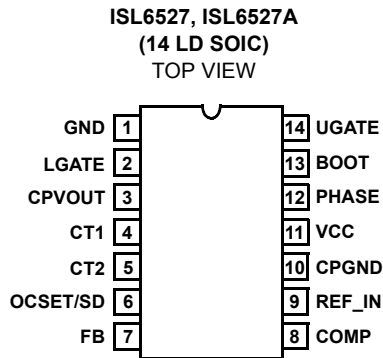 ISL6527, ISL6527A
(14 LD SOIC)
TOP VIEW
GND 1 14 UGATE
LGATE 2 13 BOOT
CPVOUT 3 12 PHASE
CT1 4 11 VCC
CT2 5 10 CPGND
OCSET/SD 6 9 REF_IN
FB 7 8 COMP